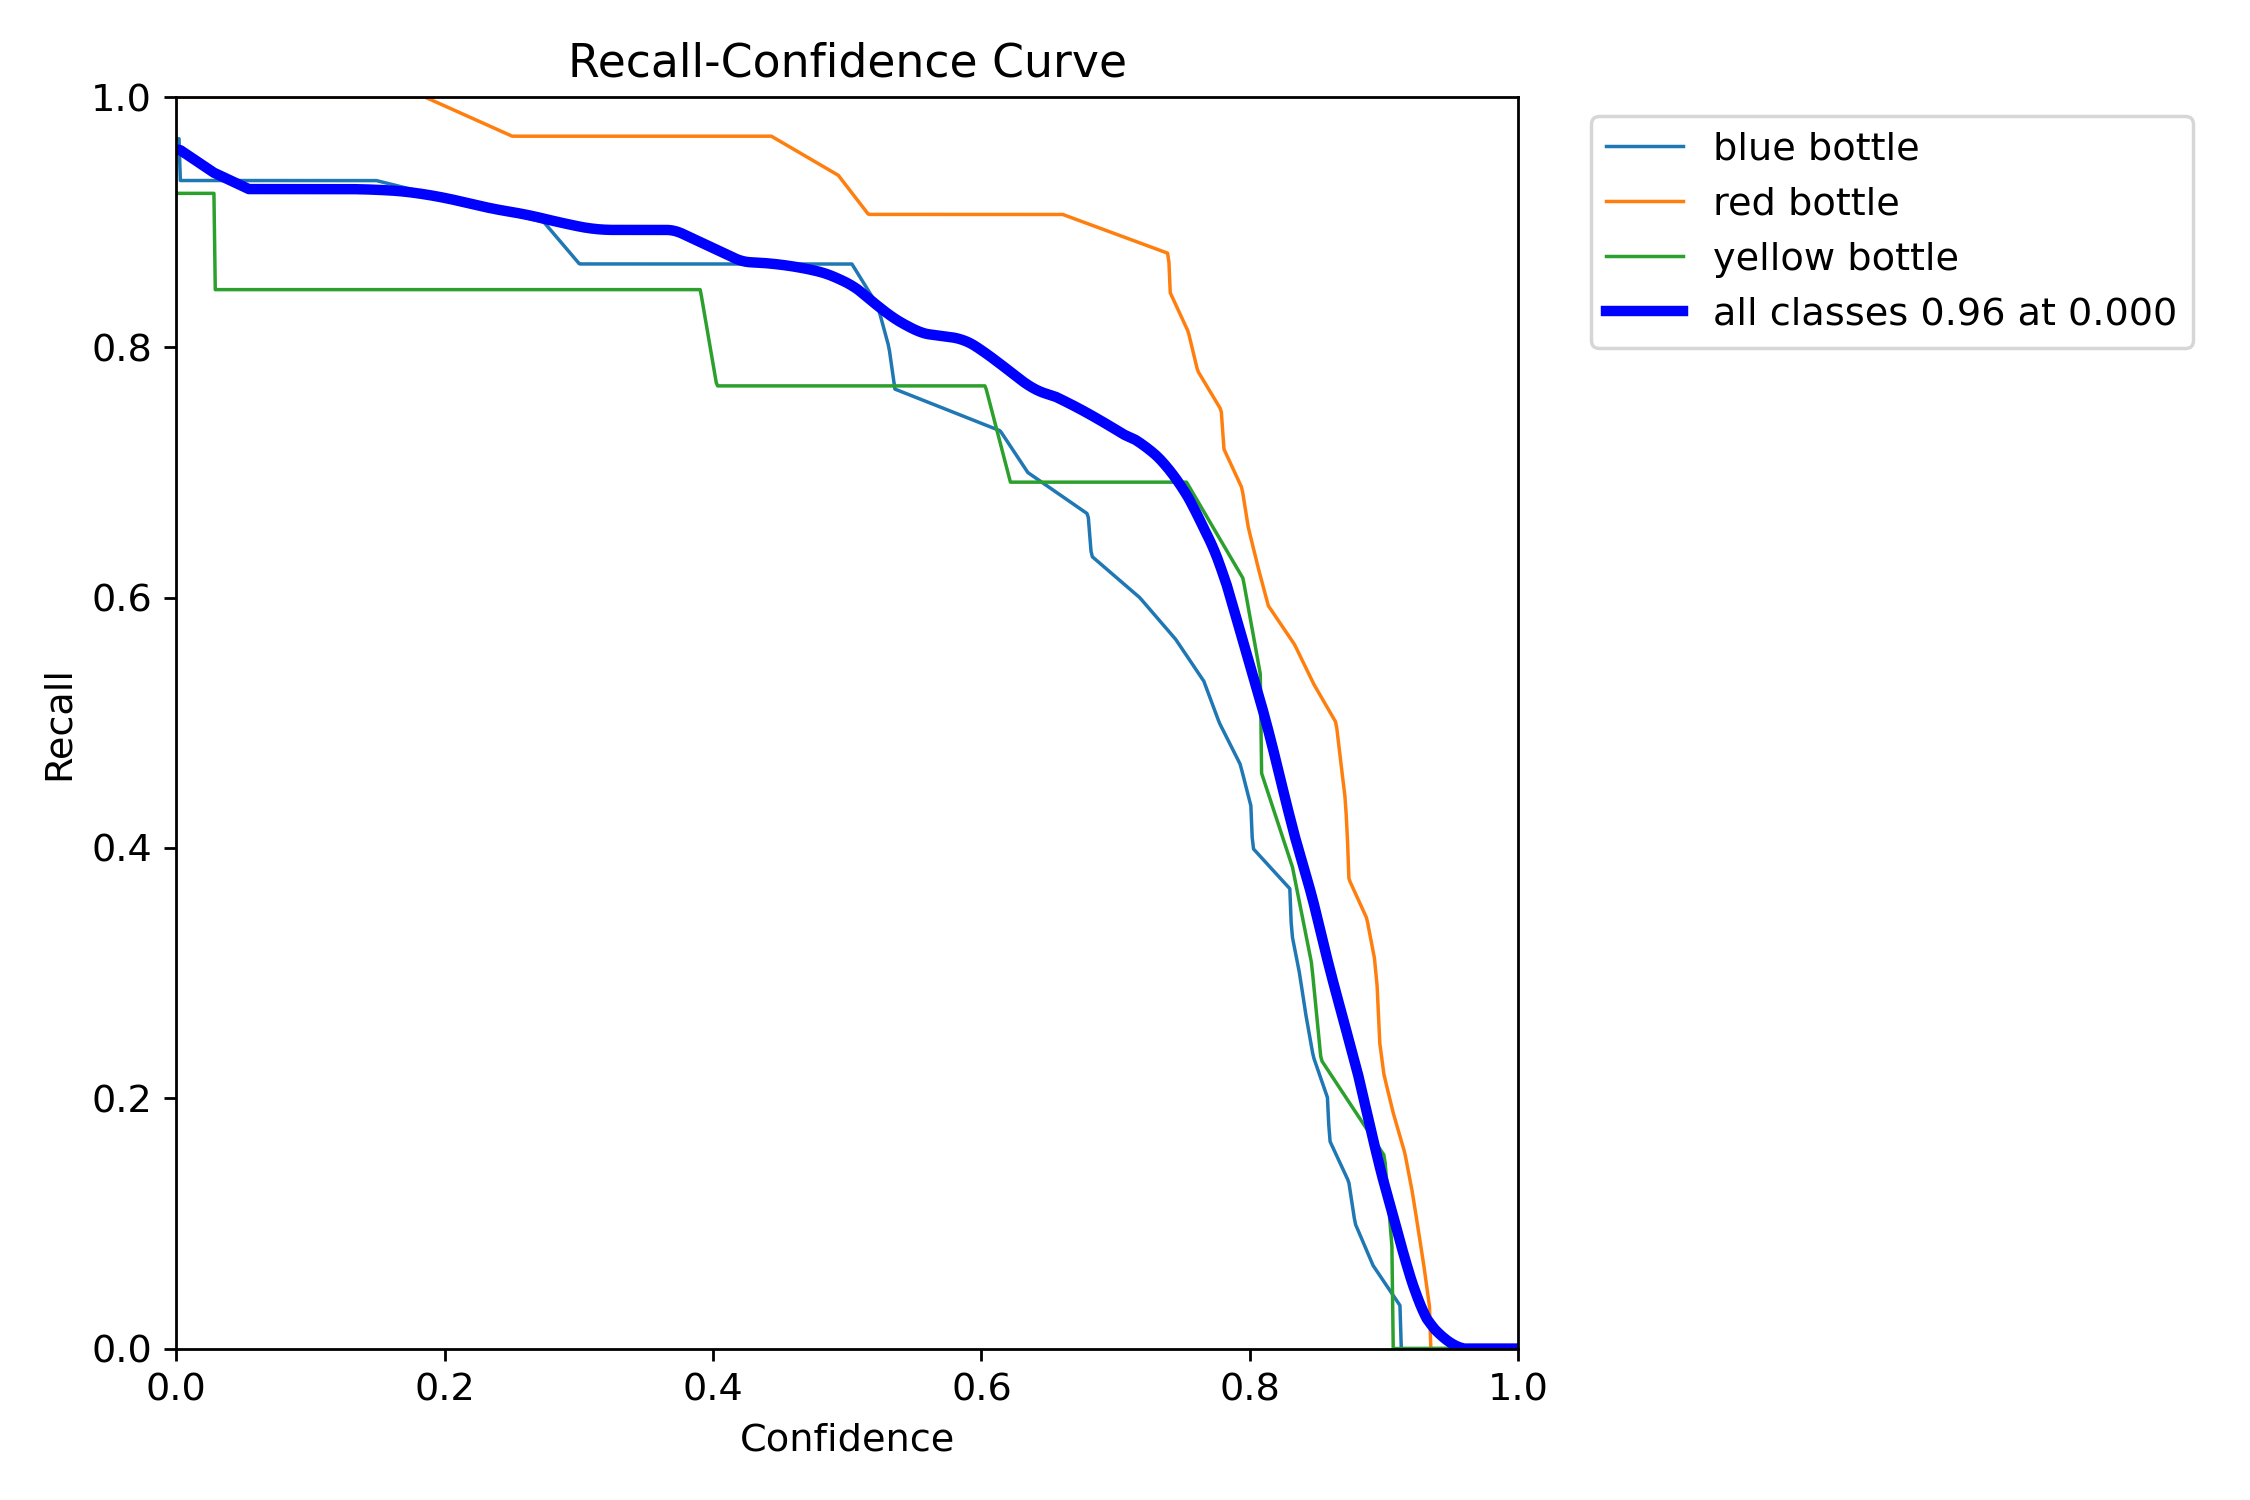 Recall-Confidence Curve
1.0
0.8
0.6
0.4
0.2
0.0
Recall
0.0 0.2 0.4 0.6 0.8 1.0
Confidence
blue bottle
red bottle
yellow bottle
all classes 0.96 at 0.000